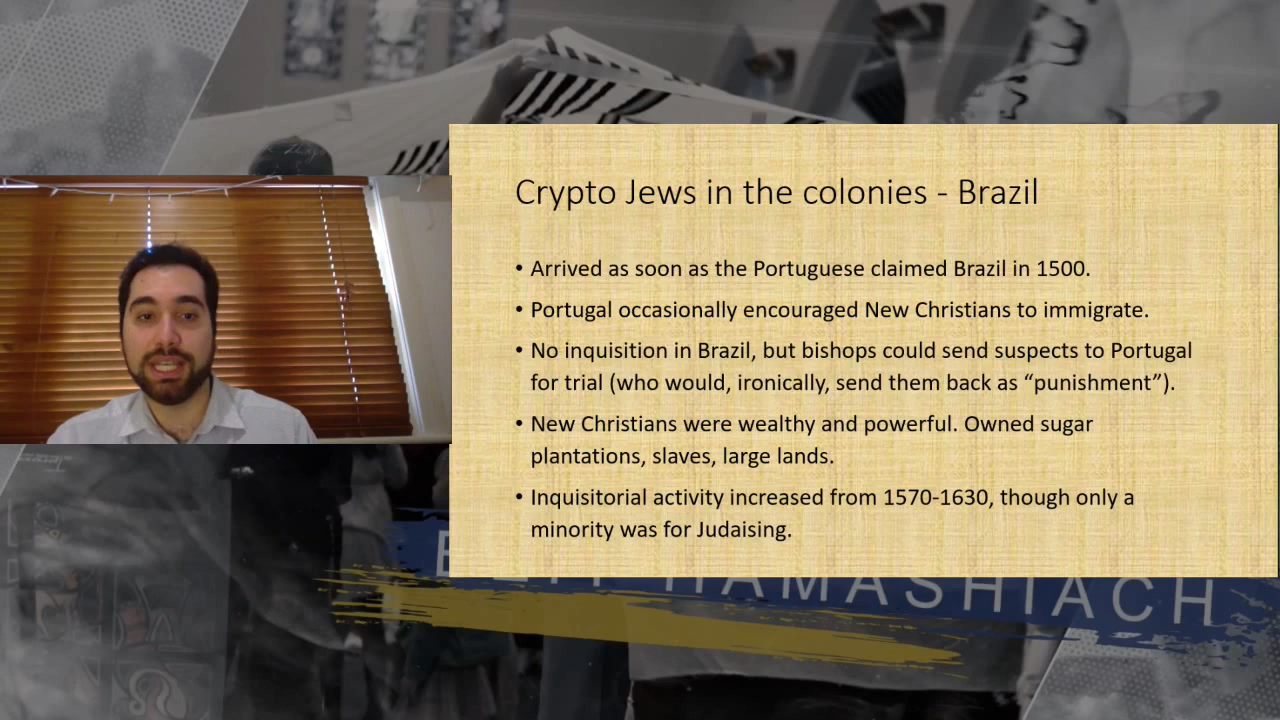 Crypto Jews in the colonies - Brazil
• Arrived as soon as the Portuguese claimed Brazil in 1500.
• Portugal occasionally encouraged New Christians to immigrate.
• No inquisition in Brazil, but bishops could send suspects to Portugal
for trial (who would, ironically, send them back as “punishment”).
• New Christians were wealthy and powerful. Owned sugar
plantations, slaves, large lands.
• Inquisitorial activity increased from 1570-1630, though only a
minority was for Judaising.
HAMASHIACH